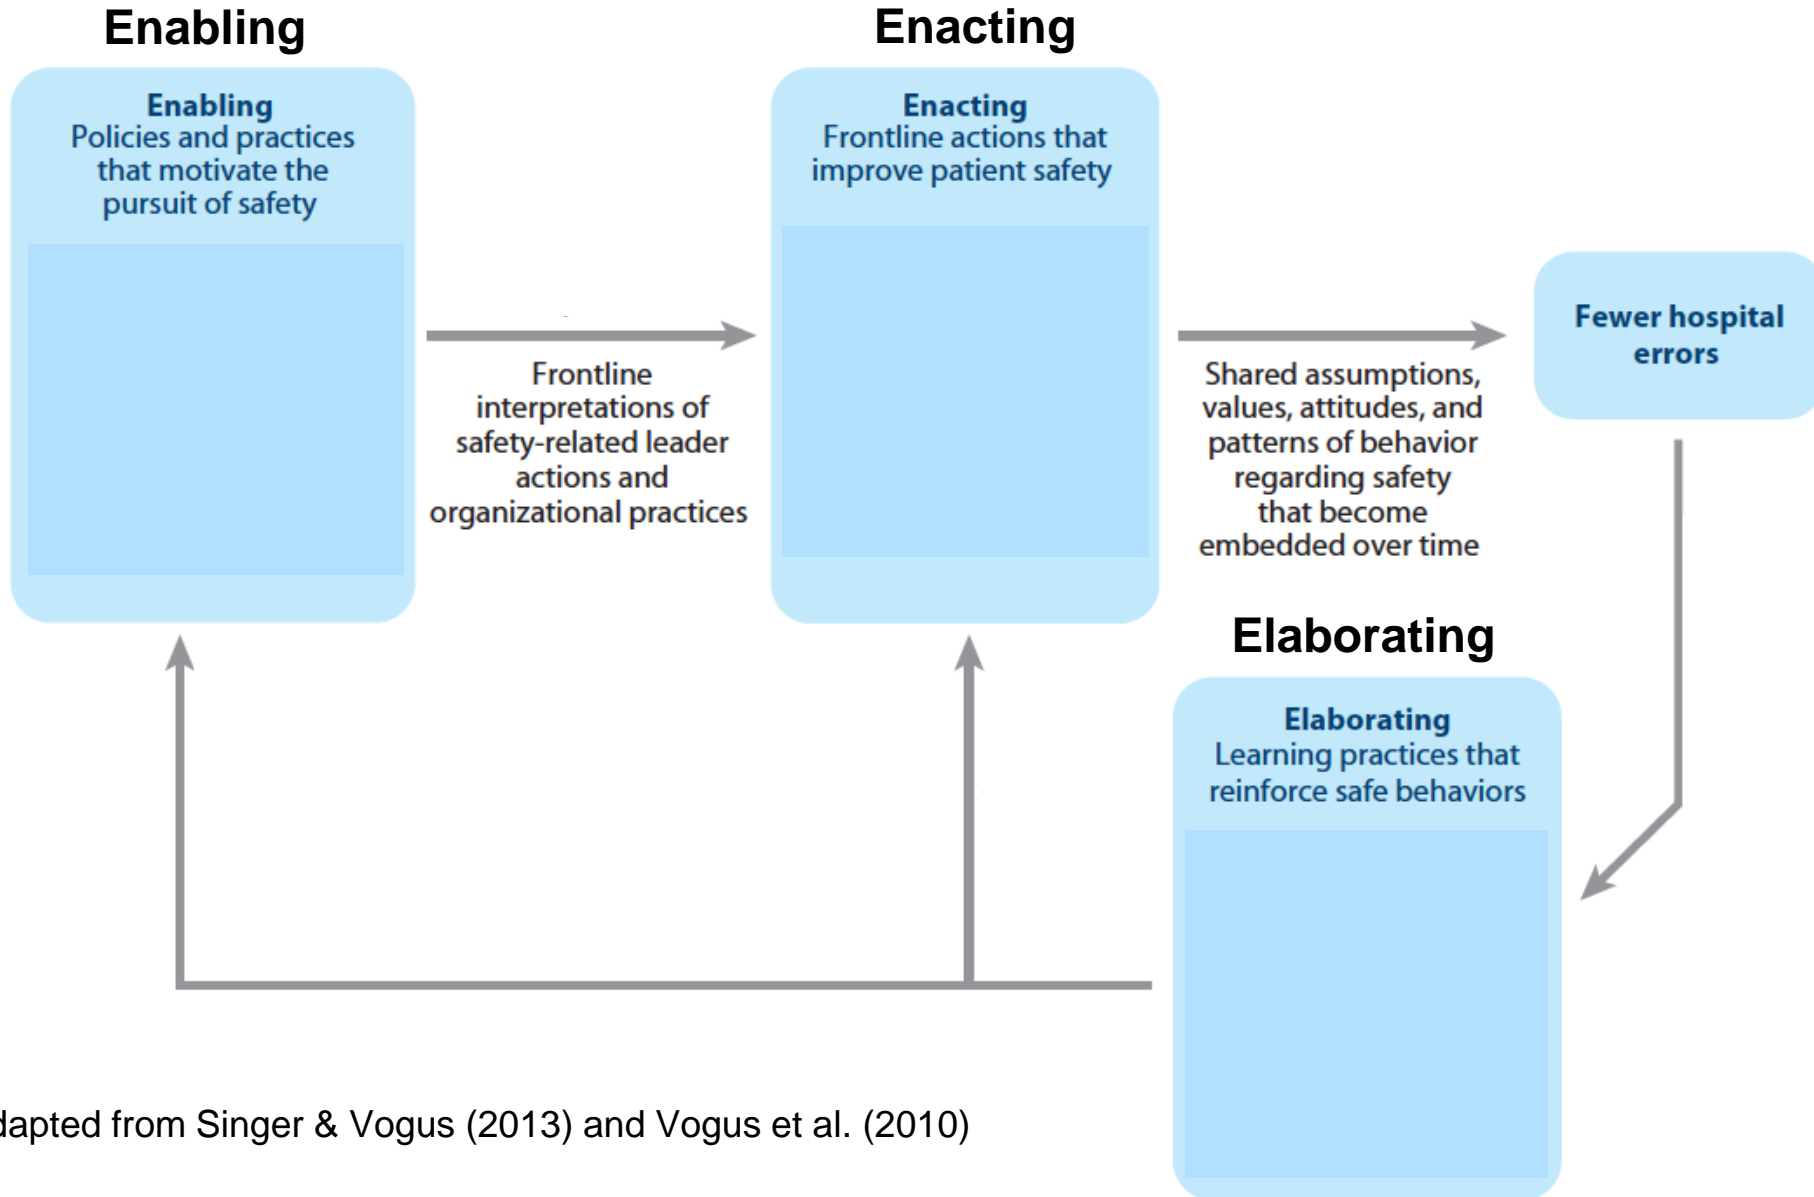 Enabling
Enacting
Enabling
Policies and practices
that motivate the
pursuit of safety
Enacting
Frontline actions that
improve patient safety
Frontline
interpretations of
safety-related leader
actions and
organizational practices
Shared assumptions,
values, attitudes, and
patterns of behavior
regarding safety
that become
embedded over time
Fewer hospital
errors
Elaborating
Elaborating
Learning practices that
reinforce safe behaviors
dapted from Singer & Vogus (2013) and Vogus et al. (2010)